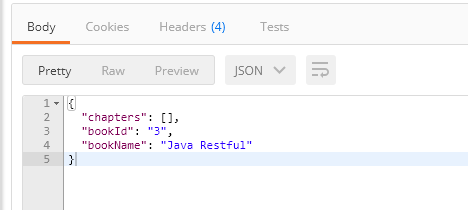 Body Cookies Headers (4) Tests
Pretty Raw Preview JSON
1 {
2 "chapters": [],
3 "bookId": "3",
4 "bookName": "Java Restful"
5 }